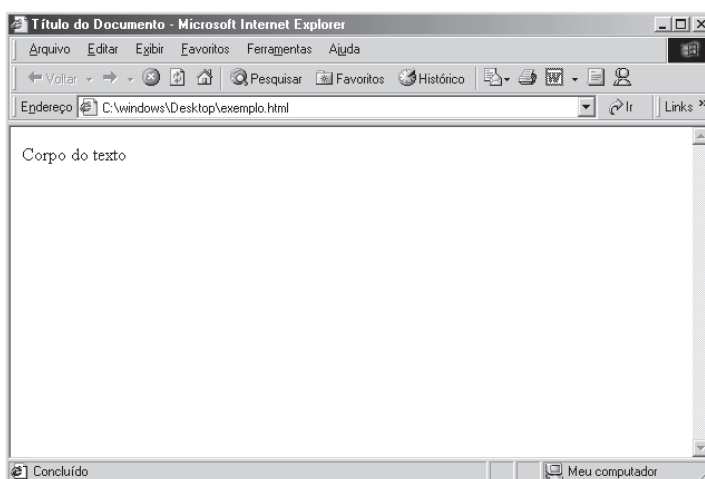 Título do Documento - Microsoft Internet Explorer
Arquivo Editar Exibir Favoritos Ferramentas Ajuda
Voltar Pesquisar Favoritos Histórico
Endereço C:\windows\Desktop\exemplo.html Ir Links »
Corpo do texto
Concluído Meu computador